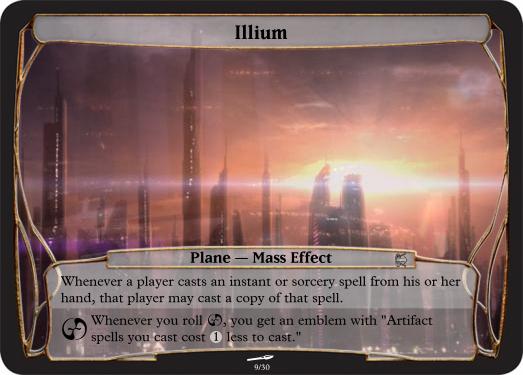 Illium
Plane — Mass Effect
Whenever a player casts an instant or sorcery spell from his or her
hand, that player may cast a copy of that spell.
Whenever you roll , you get an emblem with "Artifact
spells you cast cost 1 less to cast."
9/30